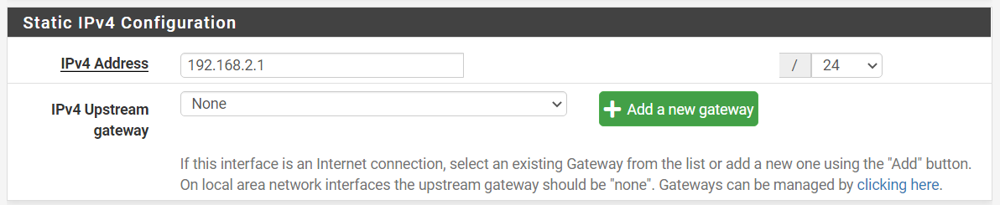 Static IPv4 Configuration
IPv4 Address 192.168.2.1 / 24
IPv4 Upstream gateway None Add a new gateway
If this interface is an Internet connection, select an existing Gateway from the list or add a new one using the "Add" button.
On local area network interfaces the upstream gateway should be "none". Gateways can be managed by clicking here.